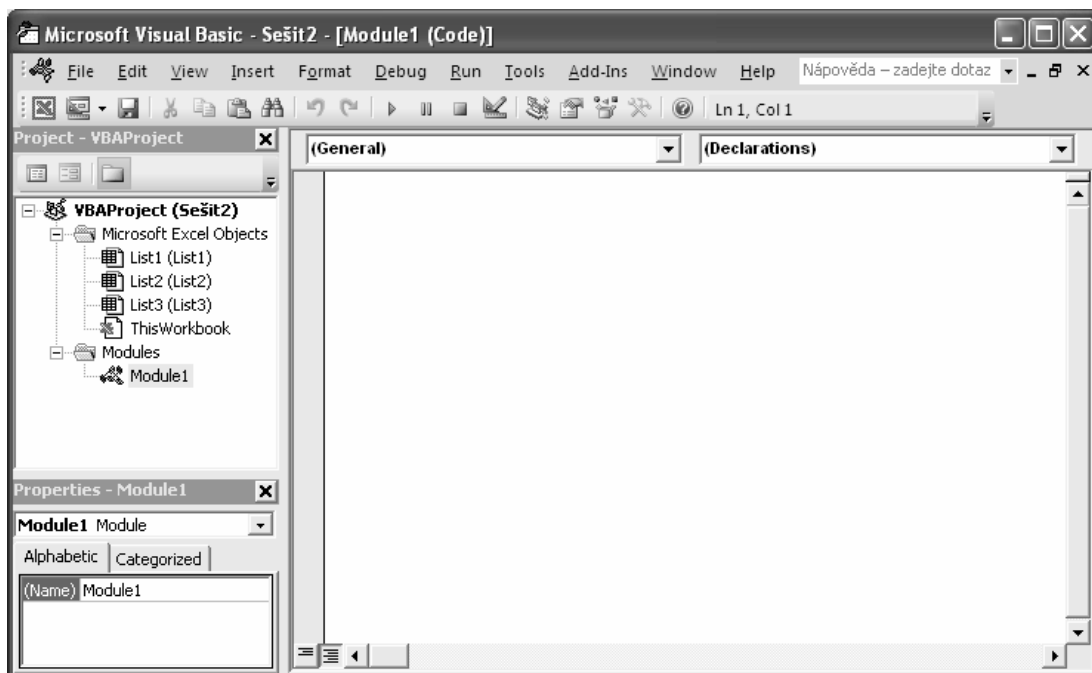 Microsoft Visual Basic - Sešit2 - [Module1 (Code)]
File Edit View Insert Format Debug Run Tools Add-Ins Window Help Nápověda – zadejte dotaz
Ln 1, Col 1
Project - VBAProject
(General) (Declarations)
VBAProject (Sešit2)
Microsoft Excel Objects
List1 (List1)
List2 (List2)
List3 (List3)
ThisWorkbook
Modules
Module1
Properties - Module1
Module1 Module
Alphabetic Categorized
(Name) Module1